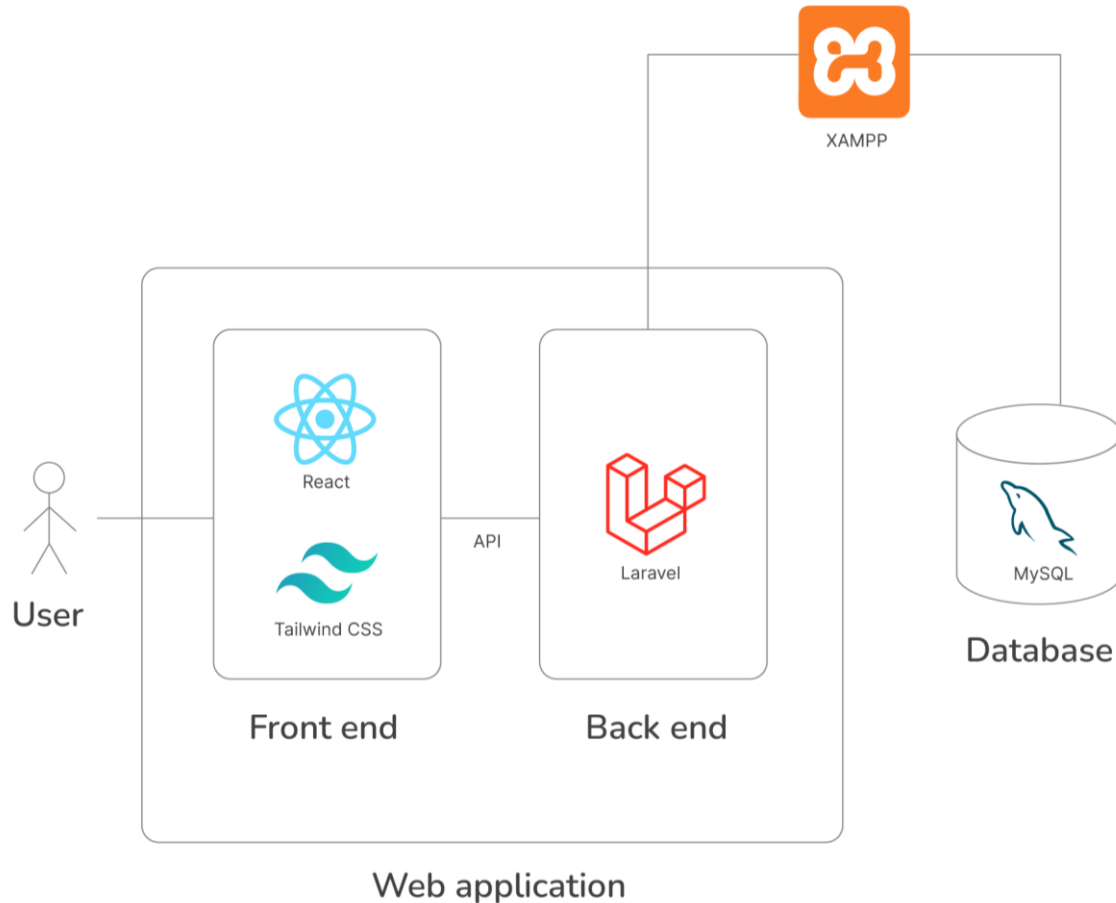 XAMPP
React
API
Laravel
MySQL
Tailwind CSS
User
Database
Front end
Back end
Web application